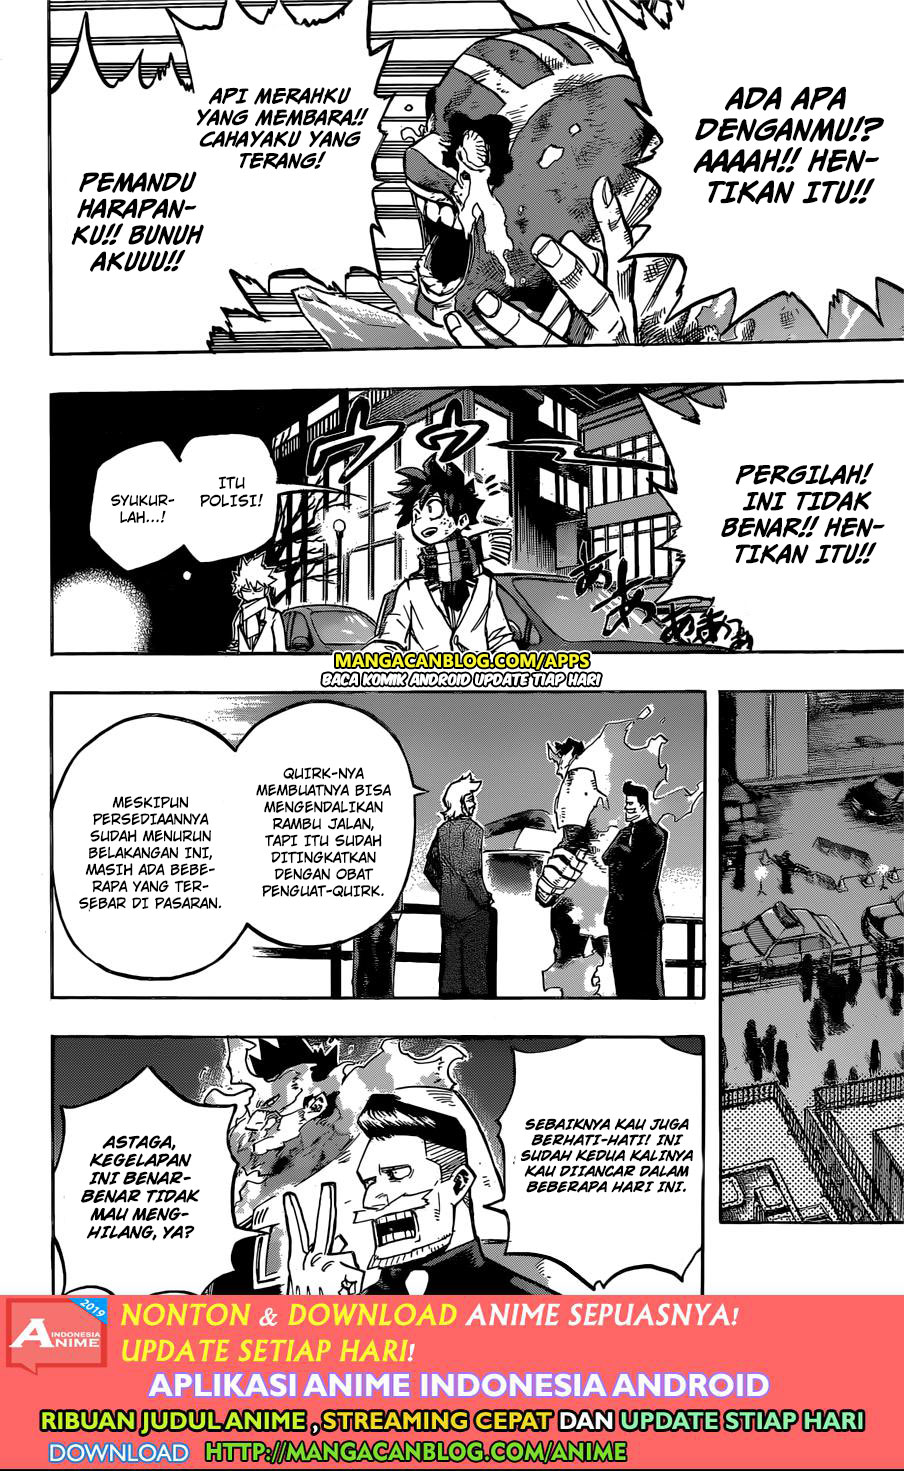 ADA APA
DENGANMU!?
AAAAH!! HEN-
TIKAN ITU!!
API MERAHKU
YANG MEMBARA!!
CAHAYAKU YANG
TERANG!
PEMANDU
HARAPAN-
KU!! BUNUH
AKUUU!!
PERGILAH!
INI TIDAK
BENAR!! HEN-
TIKAN ITU!!
ITU
POLISI!
SYUKUR-
LAH...!
ウウ
MANGACANBLOG.COM/APPS
BACA KOMIK ANDROID UPDATE TIAP HARI
QUIRK-NYA
MEMBUATNYA BISA
MENGENDALIKAN
RAMBU JALAN,
TAPI ITU SUDAH
DITINGKATKAN
DENGAN OBAT
PENGUAT-QUIRK.
MESKIPUN
PERSEDIAANNYA
SUDAH MENURUN
BELAKANGAN INI,
MASIH ADA BEBE-
RAPA YANG TER-
SEBAR DI PASARAN.
SEBAIKNYA KAU JUGA
BERHATI-HATI! INI
SUDAH KEDUA KALINYA
KAU DIIANCAR DALAM
BEBERAPA HARI INI.
ASTAGA,
KEGELAPAN
INI BENAR-
BENAR TIDAK
MAU MENG-
HILANG, YA?
2019
INDONESIA
ANIME
NONTON & DOWNLOAD ANIME SEPUASNYA!
UPDATE SETIAP HARI!
APLIKASI ANIME INDONESIA ANDROID
RIBUAN JUDUL ANIME , STREAMING CEPAT DAN UPDATE STIAP HARI
DOWNLOAD HTTP://MANGACANBLOG.COM/ANIME